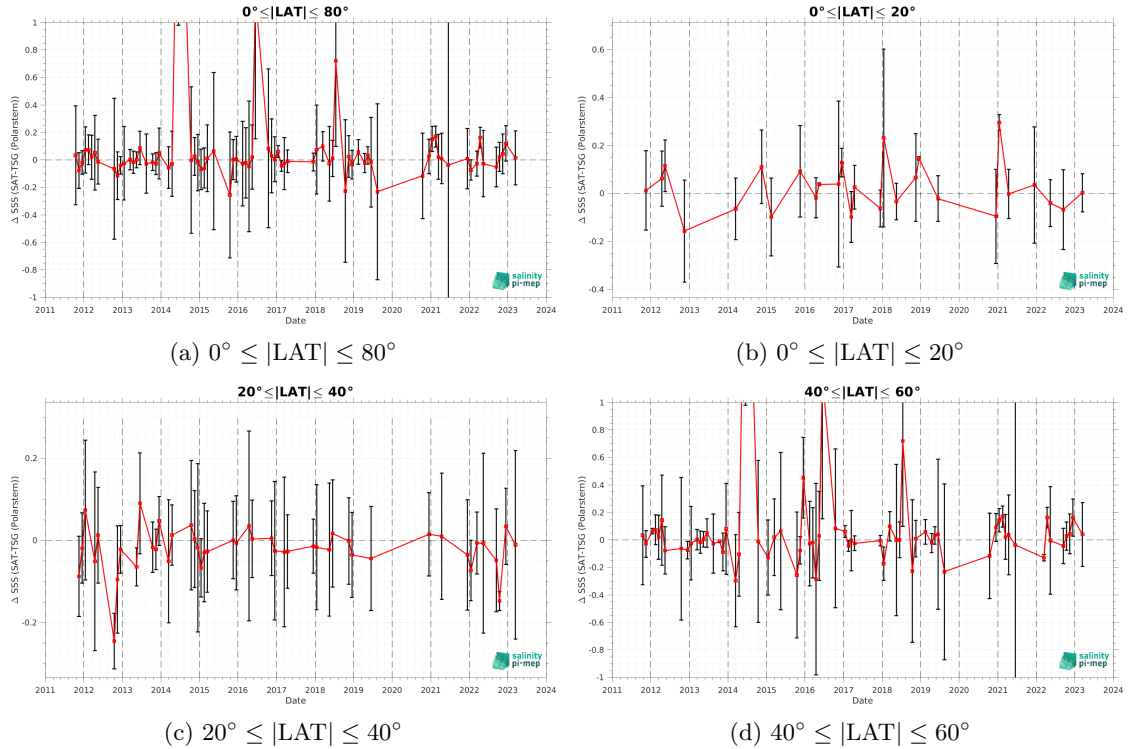 0°≤|LAT|≤ 80°
Δ SSS (SAT-TSG (Polarstern))
1
0.8
0.6
0.4
0.2
0
-0.2
-0.4
-0.6
-0.8
-1
2011 2012 2013 2014 2015 2016 2017 2018 2019 2020 2021 2022 2023 2024
Date
salinity
pi-mep
(a) 0° ≤ |LAT| ≤ 80°
0°≤|LAT|≤ 20°
Δ SSS (SAT-TSG (Polarstern))
0.6
0.4
0.2
0
-0.2
-0.4
2011 2012 2013 2014 2015 2016 2017 2018 2019 2020 2021 2022 2023 2024
Date
salinity
pi-mep
(b) 0° ≤ |LAT| ≤ 20°
20°≤|LAT|≤ 40°
Δ SSS (SAT-TSG (Polarstern))
0.2
0
-0.2
2011 2012 2013 2014 2015 2016 2017 2018 2019 2020 2021 2022 2023 2024
Date
salinity
pi-mep
(c) 20° ≤ |LAT| ≤ 40°
40°≤|LAT|≤ 60°
Δ SSS (SAT-TSG (Polarstern))
1
0.8
0.6
0.4
0.2
0
-0.2
-0.4
-0.6
-0.8
-1
2011 2012 2013 2014 2015 2016 2017 2018 2019 2020 2021 2022 2023 2024
Date
salinity
pi-mep
(d) 40° ≤ |LAT| ≤ 60°